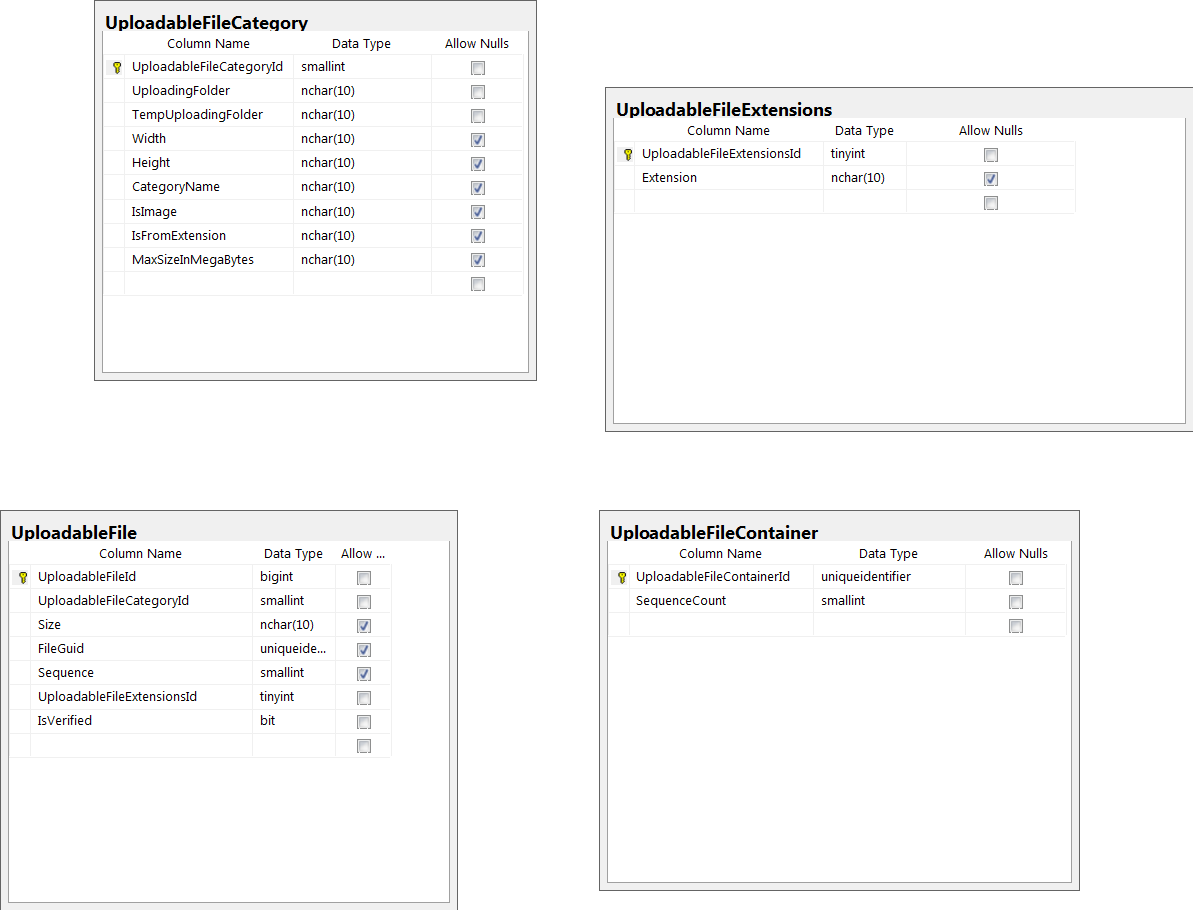 UploadableFileCategory
Column Name Data Type Allow Nulls
UploadableFileCategoryId smallint
UploadingFolder nchar(10)
TempUploadingFolder nchar(10)
Width nchar(10)
Height nchar(10)
CategoryName nchar(10)
IsImage nchar(10)
IsFromExtension nchar(10)
MaxSizeInMegaBytes nchar(10)
UploadableFileExtensions
Column Name Data Type Allow Nulls
UploadableFileExtensionsId tinyint
Extension nchar(10)
UploadableFile
Column Name Data Type Allow ...
UploadableFileId bigint
UploadableFileCategoryId smallint
Size nchar(10)
FileGuid uniqueide...
Sequence smallint
UploadableFileExtensionsId tinyint
IsVerified bit
UploadableFileContainer
Column Name Data Type Allow Nulls
UploadableFileContainerId uniqueidentifier
SequenceCount smallint